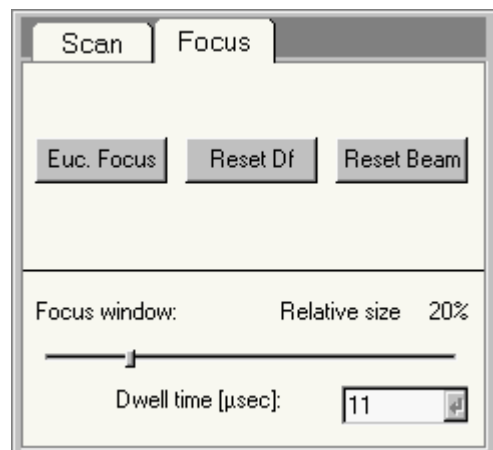 Scan Focus
Euc. Focus Reset Df Reset Beam
Focus window: Relative size 20%
Dwell time [µsec]: 11